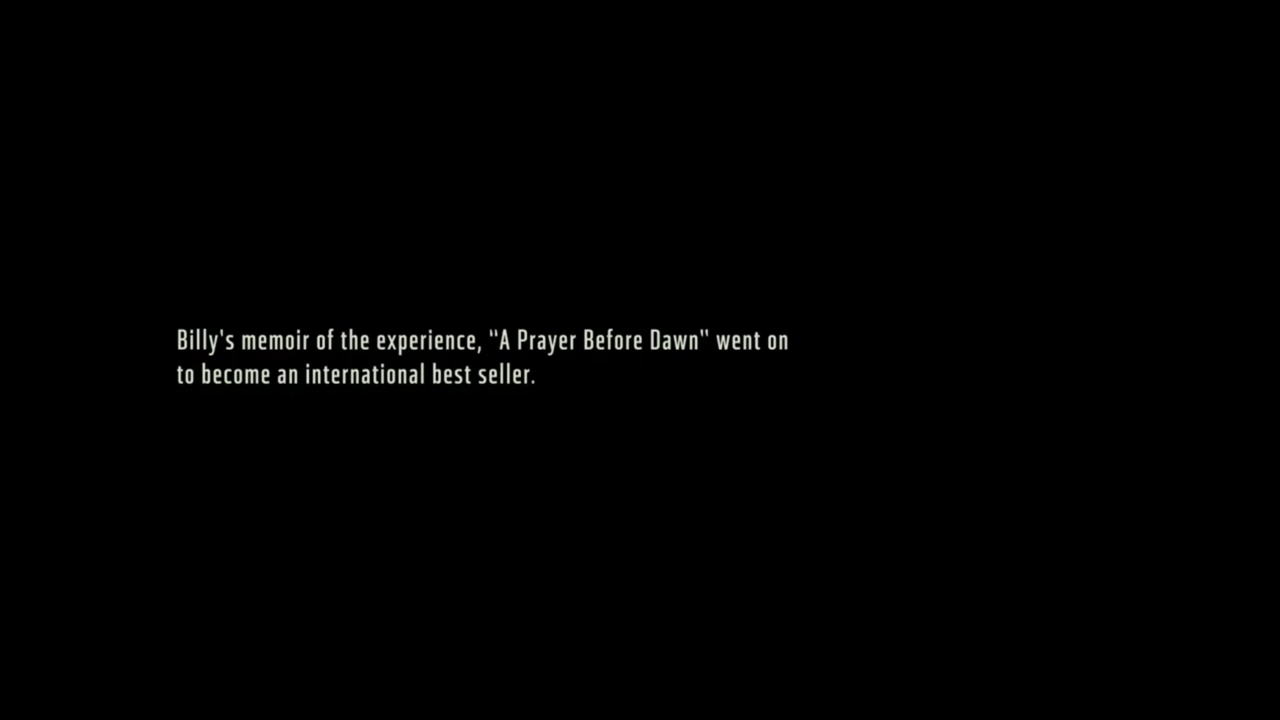 Billy's memoir of the experience, “A Prayer Before Dawn" went on
to become an international best seller.